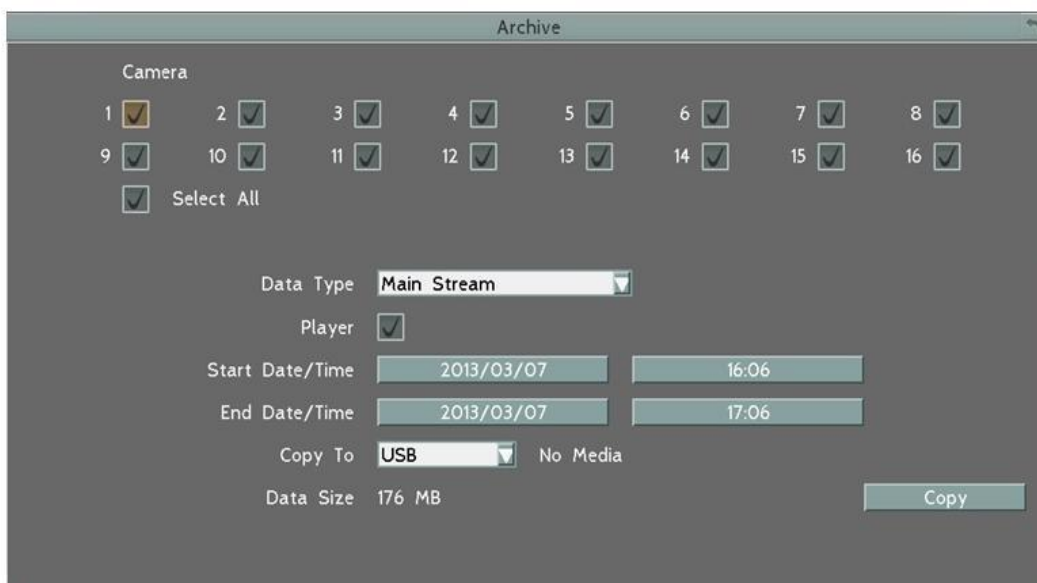 Archive
Camera
1 2 3 4 5 6 7 8
9 10 11 12 13 14 15 16
Select All
Data Type Main Stream
Player
Start Date/Time 2013/03/07 16:06
End Date/Time 2013/03/07 17:06
Copy To USB No Media
Data Size 176 MB
Copy